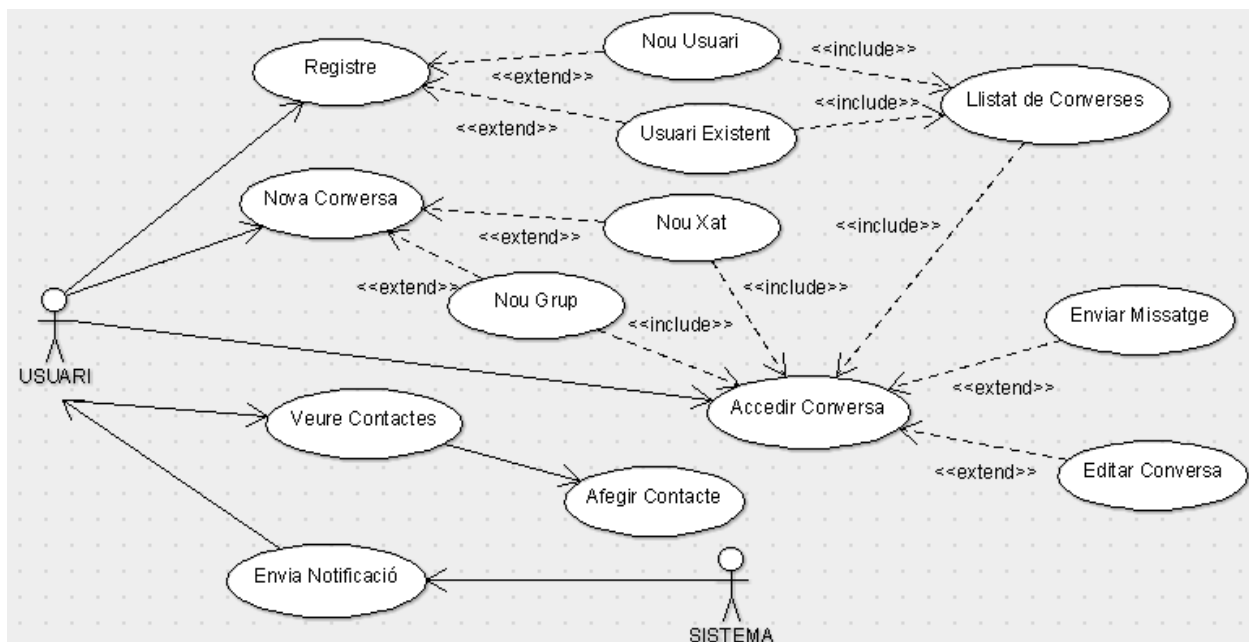 Nou Usuari
<<include>>
Registre
<<extend>>
Llistat de Converses
<<include>>
<<extend>>
Usuari Existent
Nova Conversa
Nou Xat
<<include>>
<<extend>>
<<extend>>
Nou Grup
<<include>>
<<include>>
Enviar Missatge
USUARI
<<extend>>
Veure Contactes
Accedir Conversa
<<extend>>
Editar Conversa
Afegir Contacte
Envia Notificació
SISTEMA